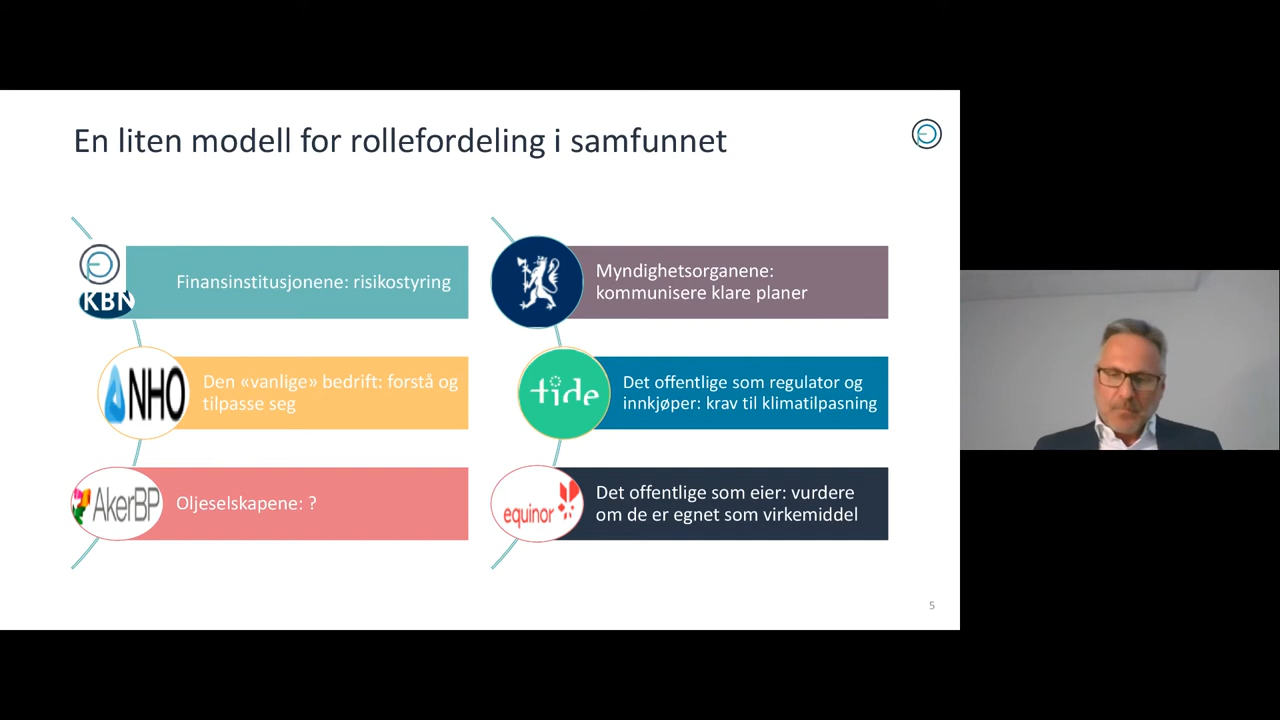 En liten modell for rollefordeling i samfunnet
KBN
Finansinstitusjonene: risikostyring
NHO
Den «vanlige» bedrift: forstå og
tilpasse seg
AkerBP
Oljeselskapene: ?
Myndighetsorganene:
kommunisere klare planer
tide
Det offentlige som regulator og
innkjøper: krav til klimatilpasning
equinor
Det offentlige som eier: vurdere
om de er egnet som virkemiddel
5